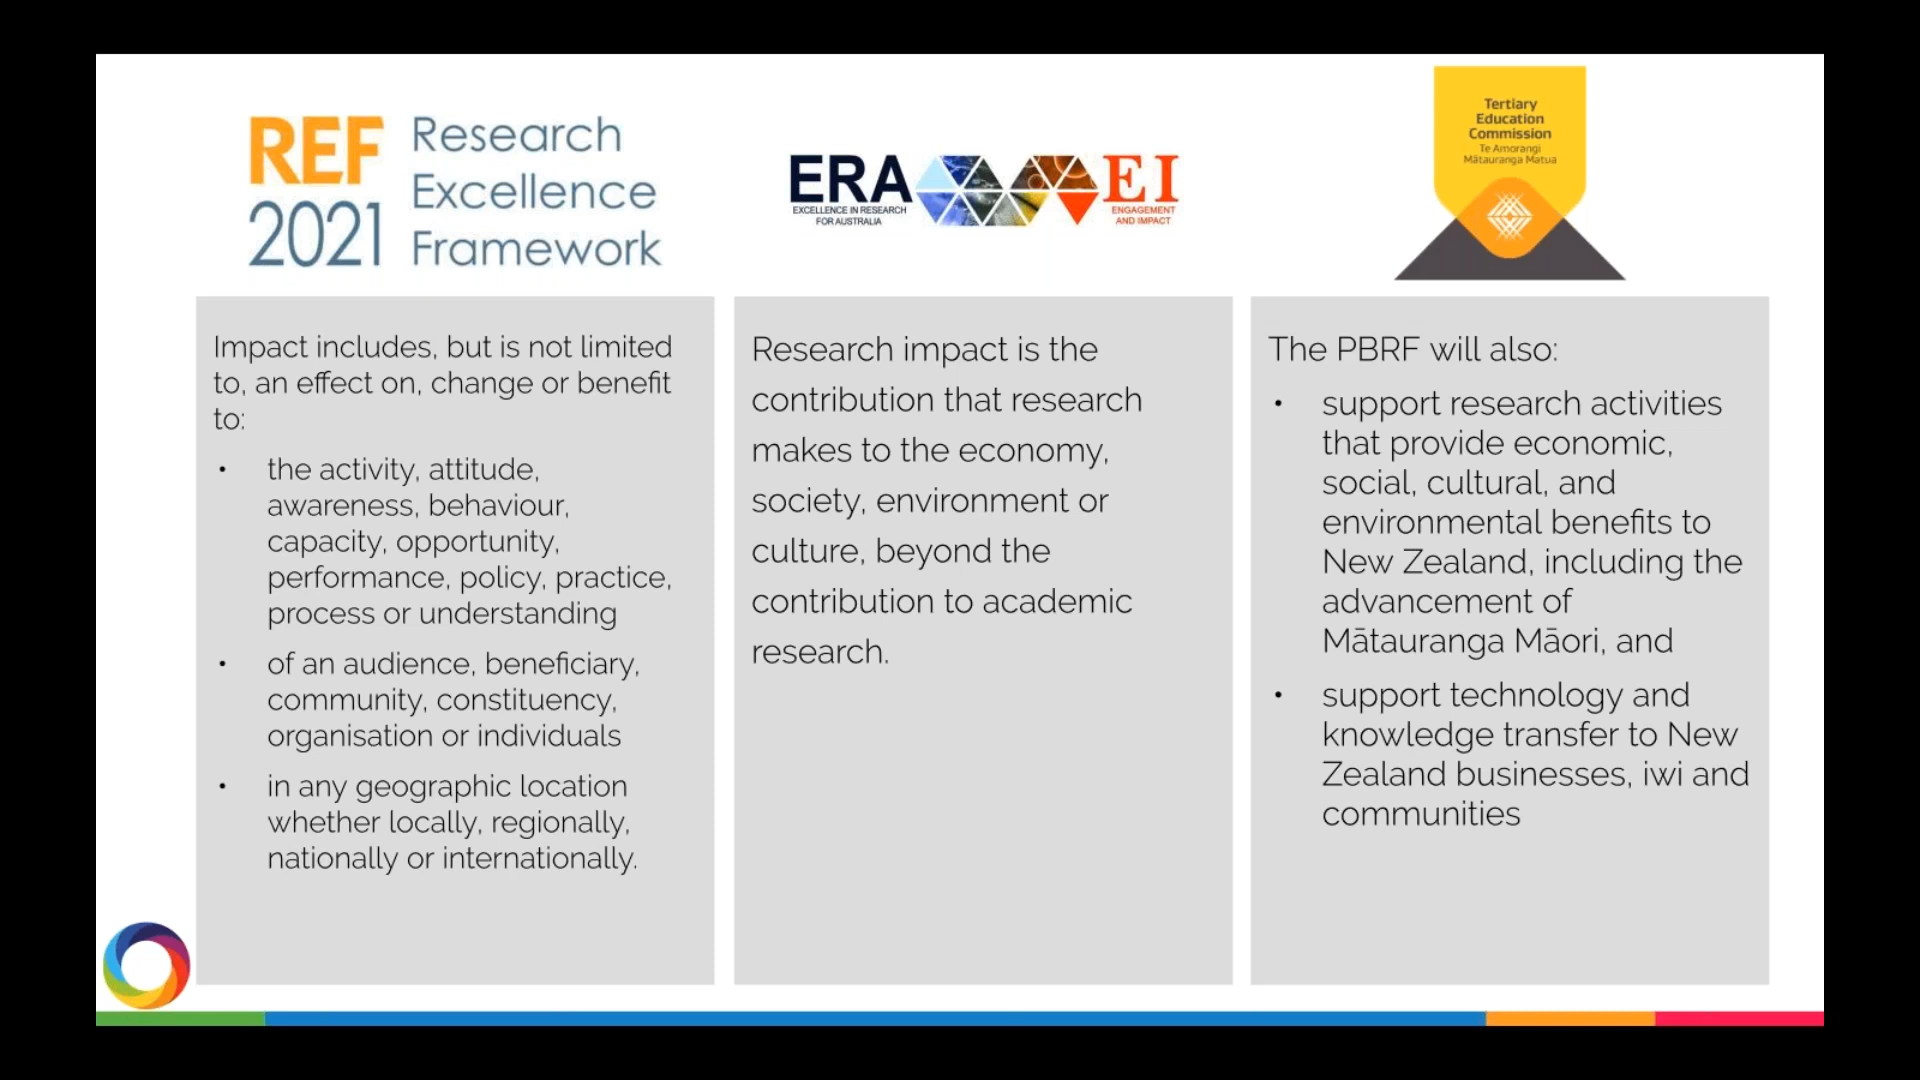 REF
2021
Research
Excellence
Framework
ERA
EXCELLENCE IN RESEARCH
FOR AUSTRALIA
EI
ENGAGEMENT
AND IMPACT
Tertiary
Education
Commission
Te Amorangi
Mātauranga Matua
Impact includes, but is not limited
to, an effect on, change or benefit
to:
• the activity, attitude,
awareness, behaviour,
capacity, opportunity,
performance, policy, practice,
process or understanding
• of an audience, beneficiary,
community, constituency,
organisation or individuals
• in any geographic location
whether locally, regionally,
nationally or internationally.
Research impact is the
contribution that research
makes to the economy,
society, environment or
culture, beyond the
contribution to academic
research.
The PBRF will also:
• support research activities
that provide economic,
social, cultural, and
environmental benefits to
New Zealand, including the
advancement of
Mātauranga Māori, and
• support technology and
knowledge transfer to New
Zealand businesses, iwi and
communities